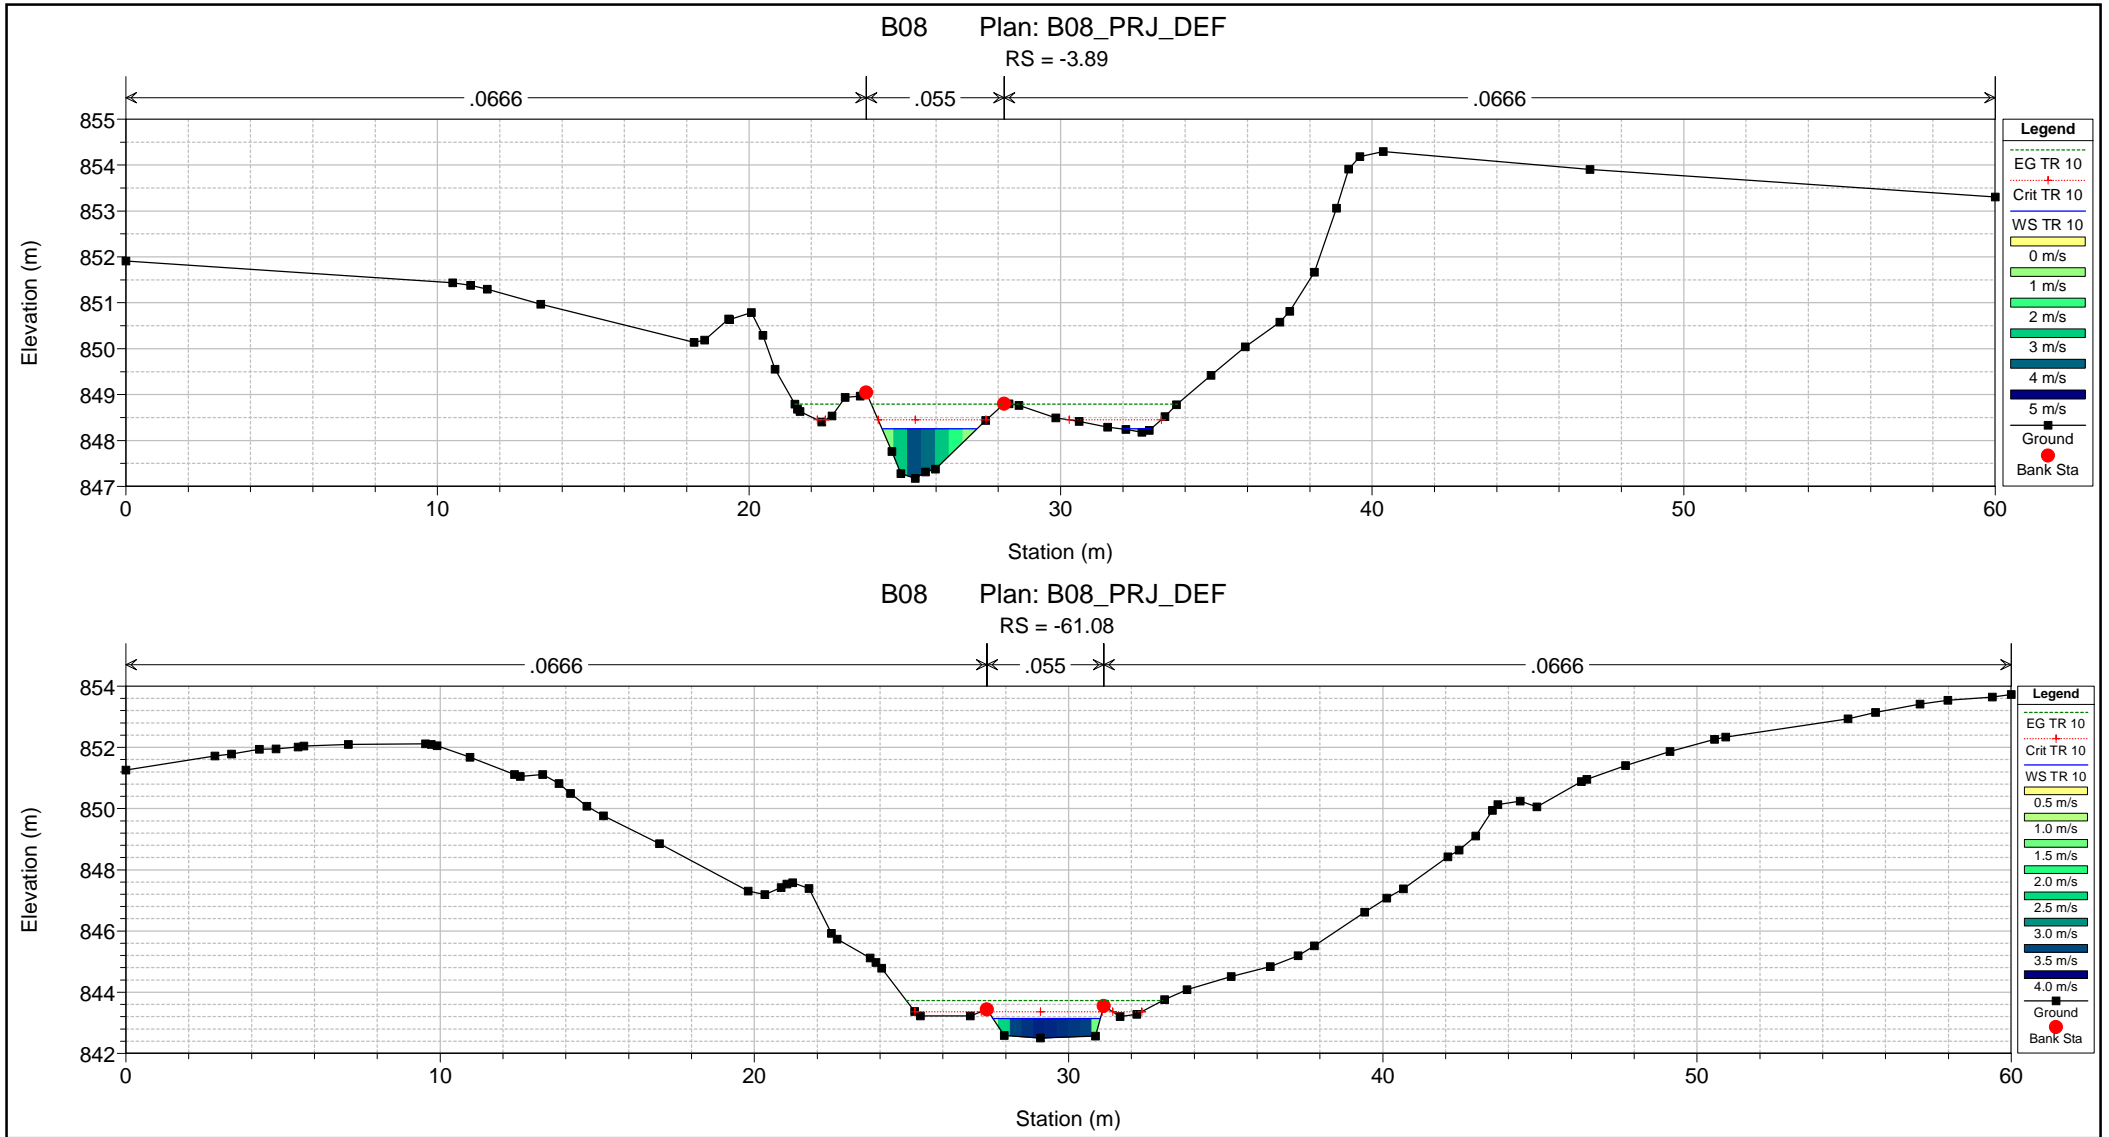 B08 Plan: B08_PRJ_DEF
RS = -3.89
.0666 .055 .0666
855
854
853
852
851
850
849
848
847
Elevation (m)
0 10 20 30 40 50 60
Station (m)
Legend
EG TR 10
Crit TR 10
WS TR 10
0 m/s
1 m/s
2 m/s
3 m/s
4 m/s
5 m/s
Ground
Bank Sta
B08 Plan: B08_PRJ_DEF
RS = -61.08
.0666 .055 .0666
854
852
850
848
846
844
842
Elevation (m)
0 10 20 30 40 50 60
Station (m)
Legend
EG TR 10
Crit TR 10
WS TR 10
0.5 m/s
1.0 m/s
1.5 m/s
2.0 m/s
2.5 m/s
3.0 m/s
3.5 m/s
4.0 m/s
Ground
Bank Sta